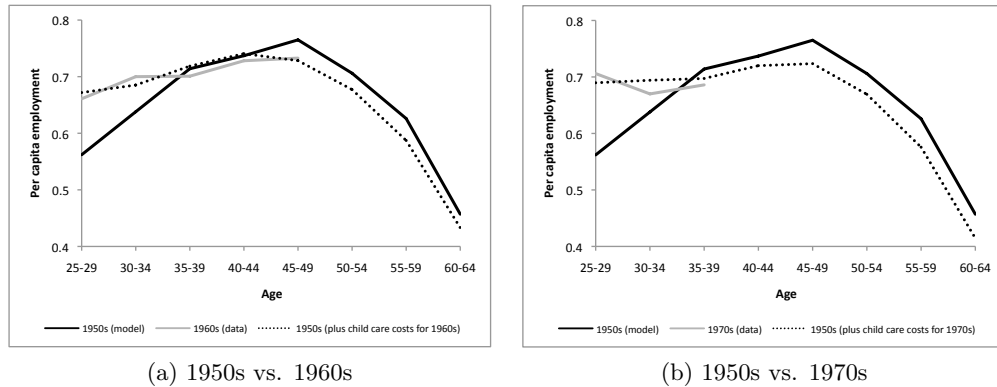 0.8
0.7
0.6
0.5
0.4
Per capita employment
25-29 30-34 35-39 40-44 45-49 50-54 55-59 60-64
Age
1950s (model) 1960s (data) 1950s (plus child care costs for 1960s)
(a) 1950s vs. 1960s
0.8
0.7
0.6
0.5
0.4
Per capita employment
25-29 30-34 35-39 40-44 45-49 50-54 55-59 60-64
Age
1950s (model) 1970s (data) 1950s (plus child care costs for 1970s)
(b) 1950s vs. 1970s